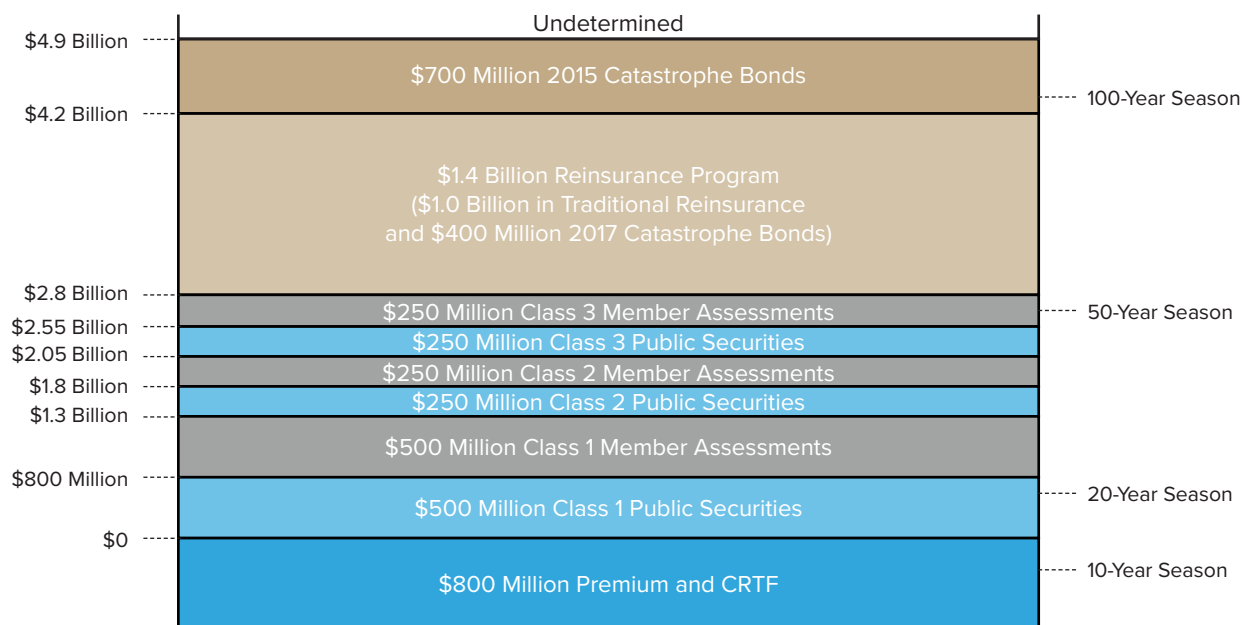 Undetermined
$4.9 Billion
$700 Million 2015 Catastrophe Bonds
100-Year Season
$4.2 Billion
$1.4 Billion Reinsurance Program
($1.0 Billion in Traditional Reinsurance
and $400 Million 2017 Catastrophe Bonds)
$2.8 Billion
$250 Million Class 3 Member Assessments
50-Year Season
$2.55 Billion
$250 Million Class 3 Public Securities
$2.05 Billion
$250 Million Class 2 Member Assessments
$1.8 Billion
$250 Million Class 2 Public Securities
$1.3 Billion
$500 Million Class 1 Member Assessments
$800 Million
20-Year Season
$500 Million Class 1 Public Securities
$0
10-Year Season
$800 Million Premium and CRTF